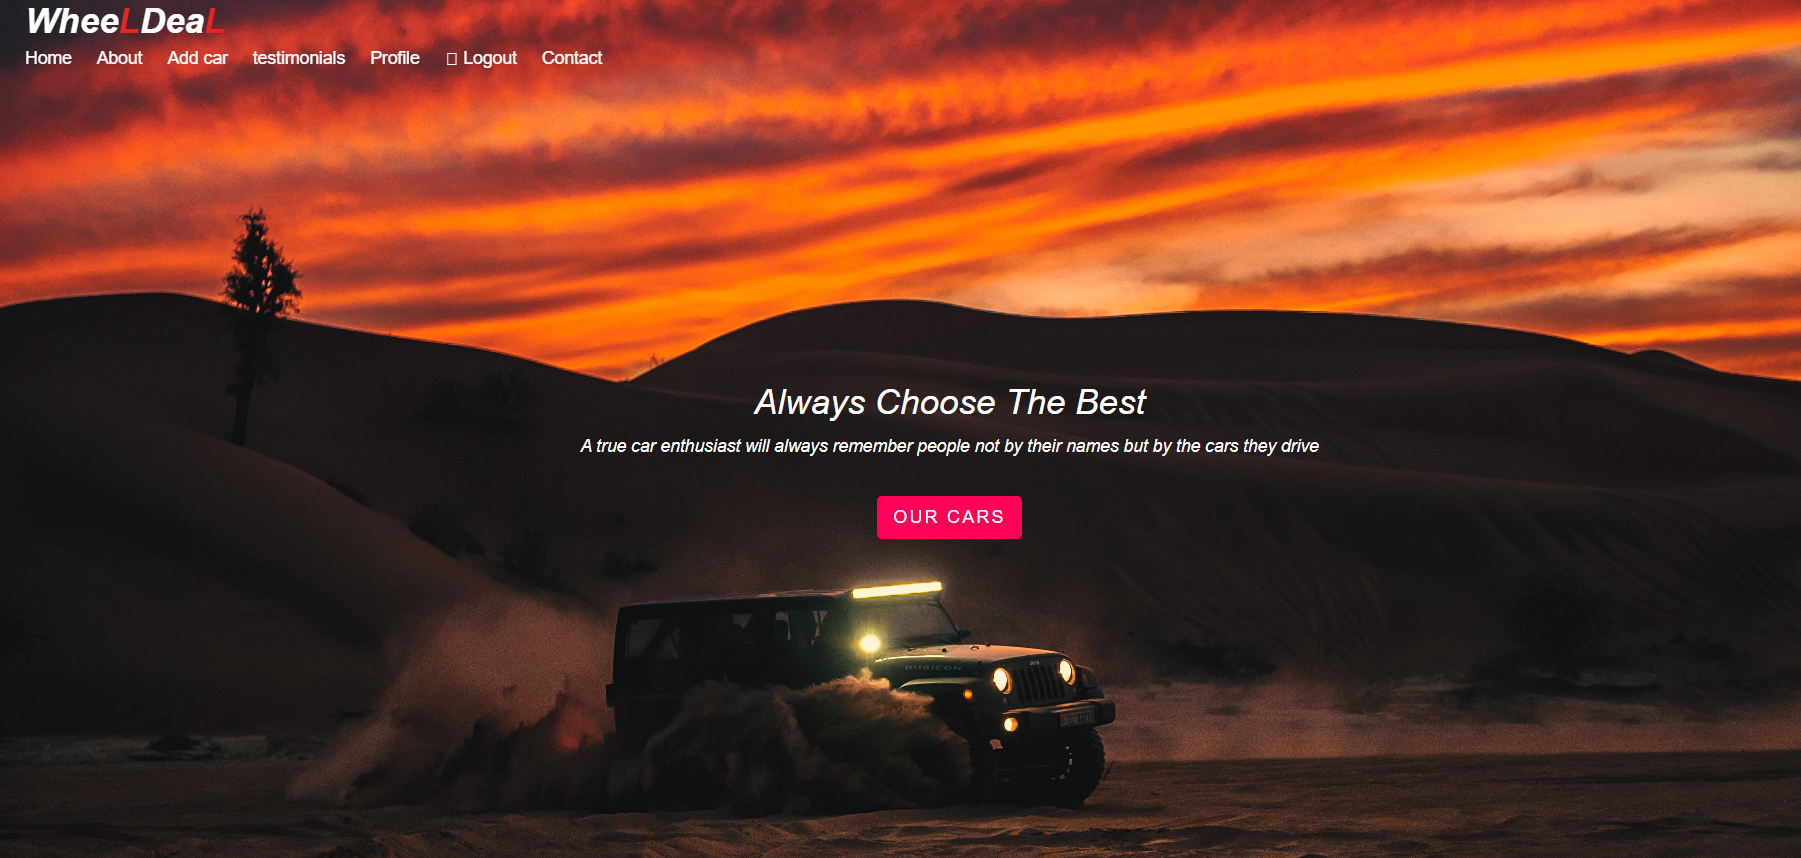 WheeLDeaL
Home About Add car testimonials Profile Logout Contact
Always Choose The Best
A true car enthusiast will always remember people not by their names but by the cars they drive
OUR CARS
RUBICON